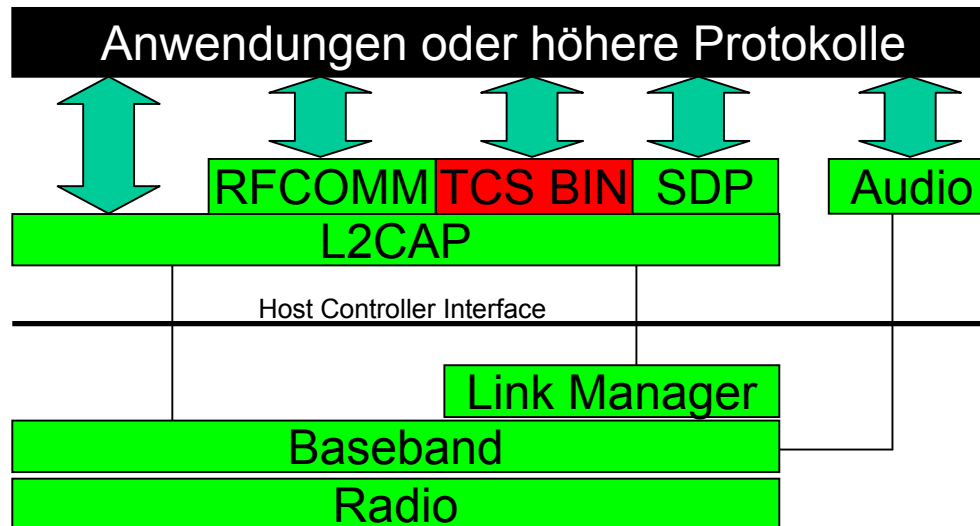 Anwendungen oder höhere Protokolle
RFCOMM TCS BIN SDP Audio
L2CAP
Host Controller Interface
Link Manager
Baseband
Radio